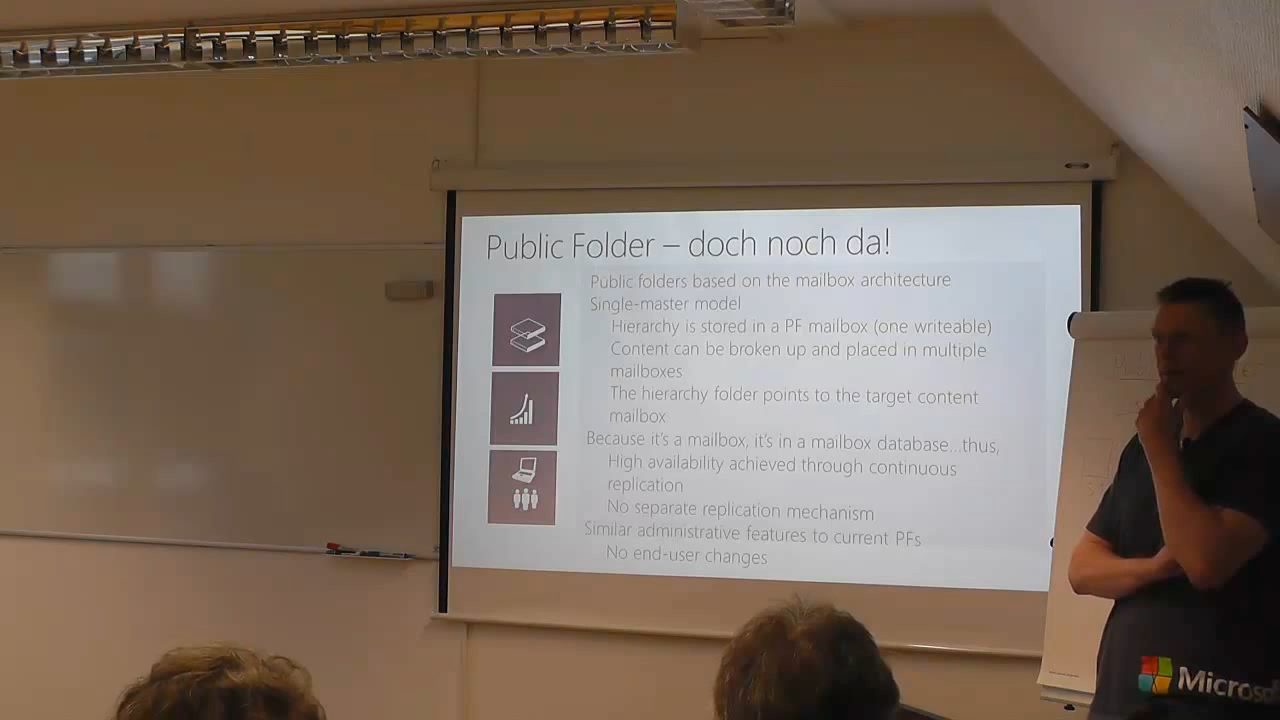 Public Folder – doch noch da!
Public folders based on the mailbox architecture
Single-master model
Hierarchy is stored in a PF mailbox (one writeable)
Content can be broken up and placed in multiple
mailboxes
The hierarchy folder points to the target content
mailbox
Because it's a mailbox, it's in a mailbox database...thus,
High availability achieved through continuous
replication
No separate replication mechanism
Similar administrative features to current PFs
No end-user changes
Microsof